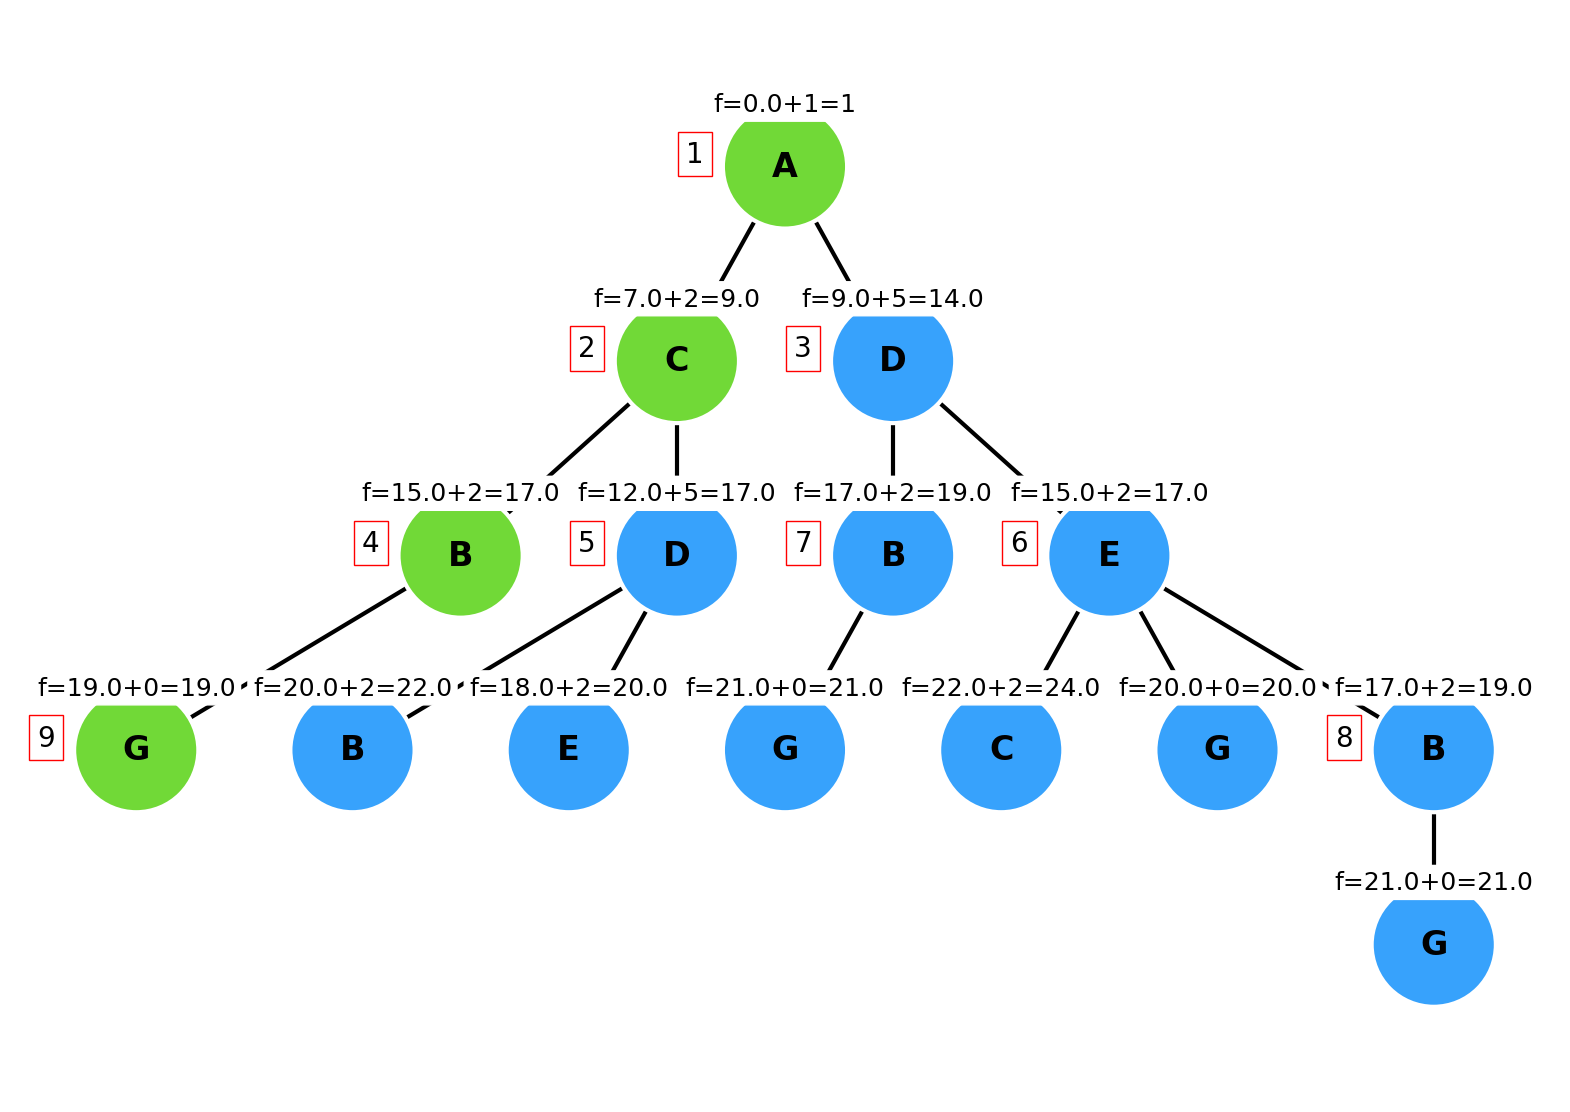 f=0.0+1=1
1
A
f=7.0+2=9.0
f=9.0+5=14.0
2
C
3
D
f=15.0+2=17.0
f=12.0+5=17.0
f=17.0+2=19.0
f=15.0+2=17.0
4
B
5
D
7
B
6
E
f=19.0+0=19.0
f=20.0+2=22.0
f=18.0+2=20.0
f=21.0+0=21.0
f=22.0+2=24.0
f=20.0+0=20.0
f=17.0+2=19.0
9
G
B
E
G
C
G
8
B
f=21.0+0=21.0
G